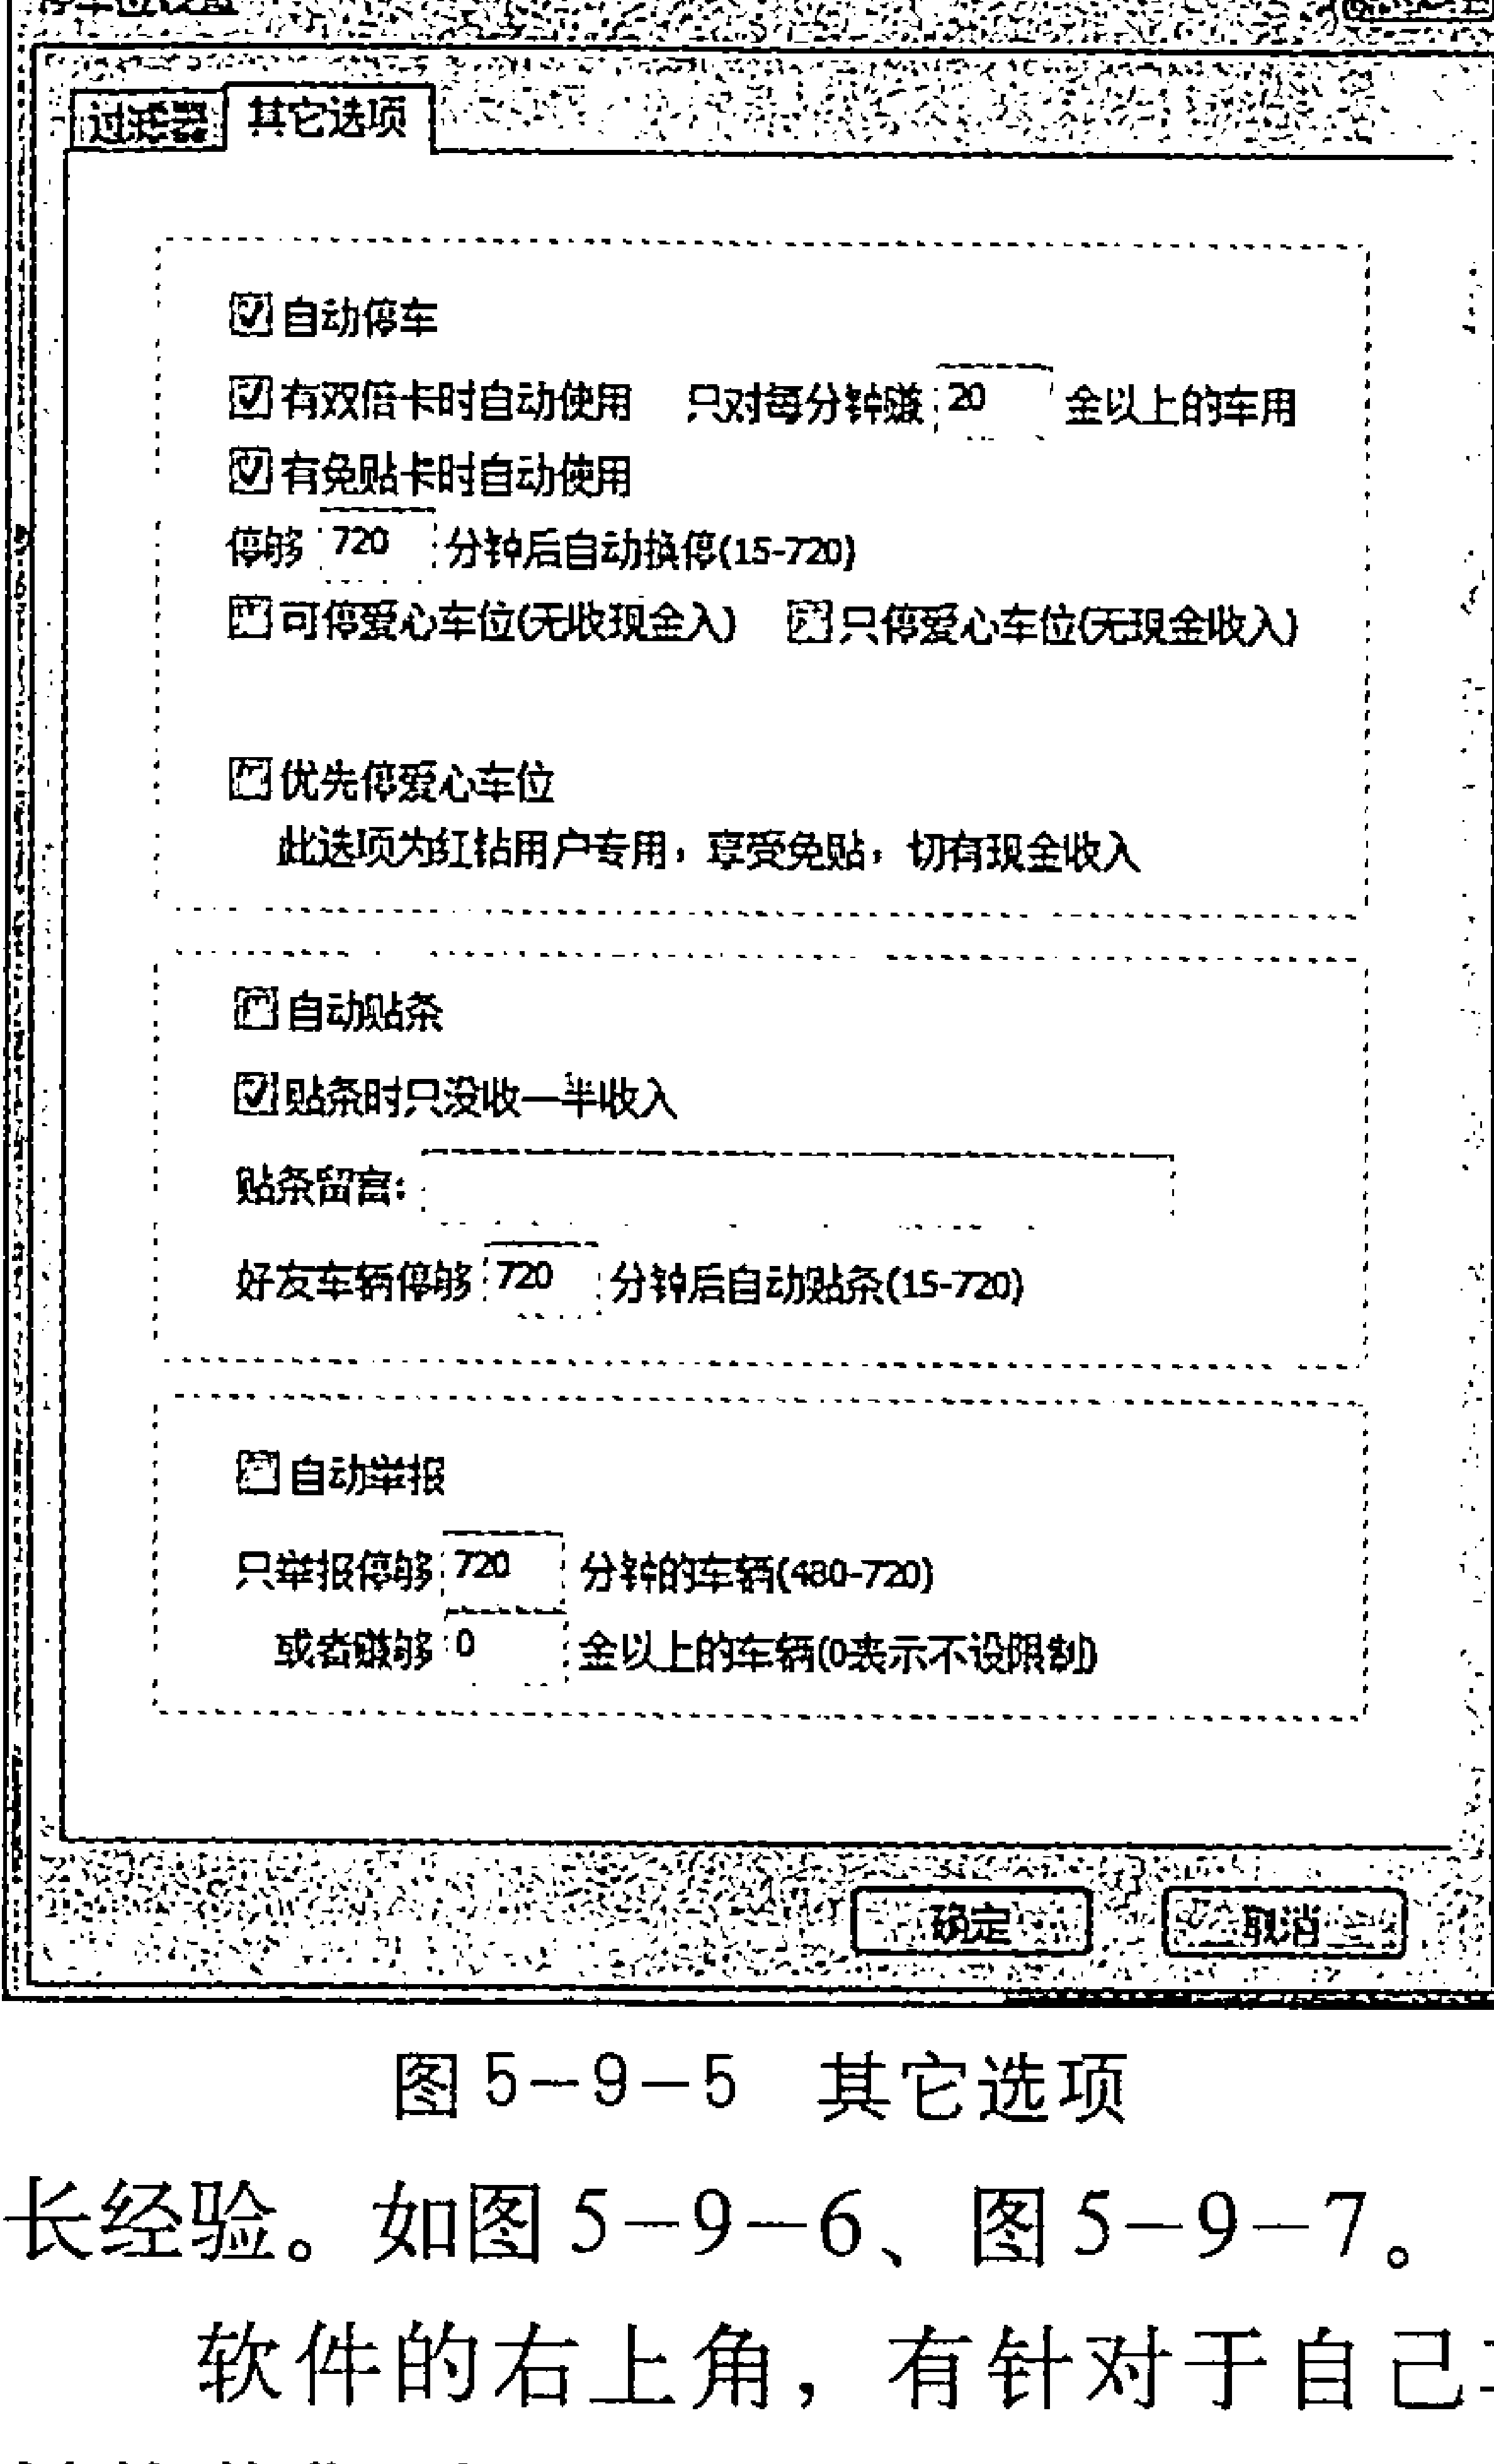 过滤器 其它选项
自动停车
有双倍卡时自动使用 只对每分钟赚 20 金以上的车用
有免贴卡时自动使用
停够 720 分钟后自动换停(15-720)
可停爱心车位(无收现金入) 只停爱心车位(无现金收入)
优先停爱心车位
此选项为红钻用户专用，享受免贴，切有现金收入
自动贴条
贴条时只没收一半收入
贴条留言:
好友车辆停够 720 分钟后自动贴条(15-720)
自动举报
只举报停够 720 分钟的车辆(480-720)
或者赚够 0 金以上的车辆(0表示不设限制)
确定 取消
图5-9-5 其它选项
长经验。如图5-9-6、图5-9-7。
软件的右上角，有针对于自己